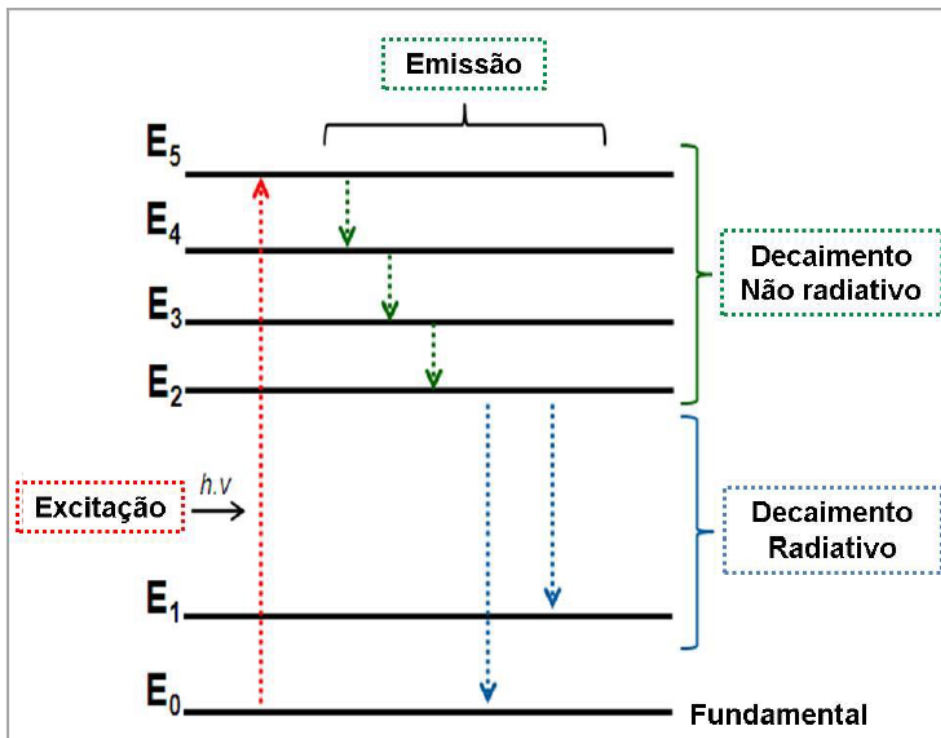 Emissão
E5
E4
Decaimento
Não radiativo
E3
E2
h.v
Excitação
Decaimento
Radiativo
E1
E0
Fundamental